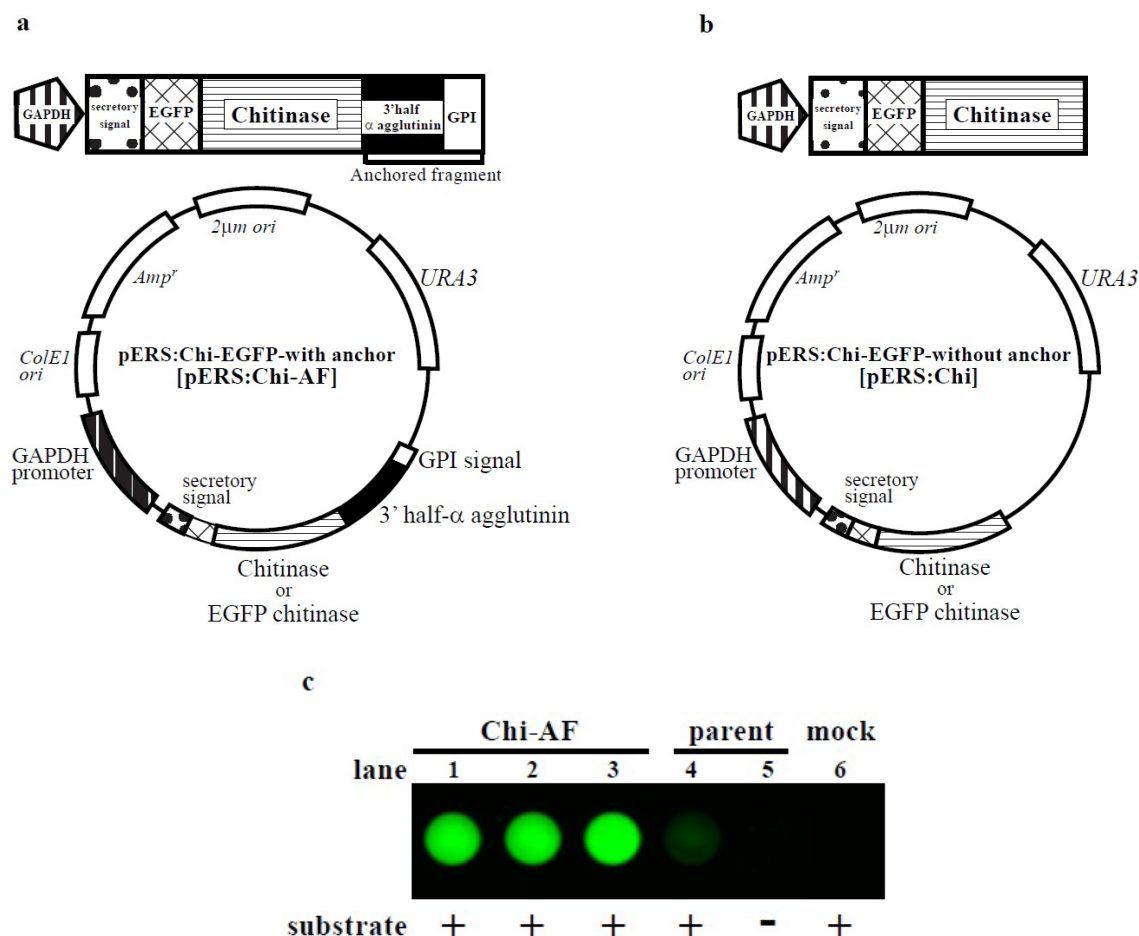 a
GAPDH
secretory
signal
EGFP
Chitinase
3'half
α agglutinin
GPI
Anchored fragment
2μm ori
Ampʳ
URA3
ColE1
ori
pERS:Chi-EGFP-with anchor
[pERS:Chi-AF]
GAPDH
promoter
secretory
signal
GPI signal
3' half-α agglutinin
Chitinase
or
EGFP chitinase
b
GAPDH
secretory
signal
EGFP
Chitinase
2μm ori
Ampʳ
URA3
ColE1
ori
pERS:Chi-EGFP-without anchor
[pERS:Chi]
GAPDH
promoter
secretory
signal
Chitinase
or
EGFP chitinase
c
Chi-AF parent mock
lane 1 2 3 4 5 6
substrate + + + + - +